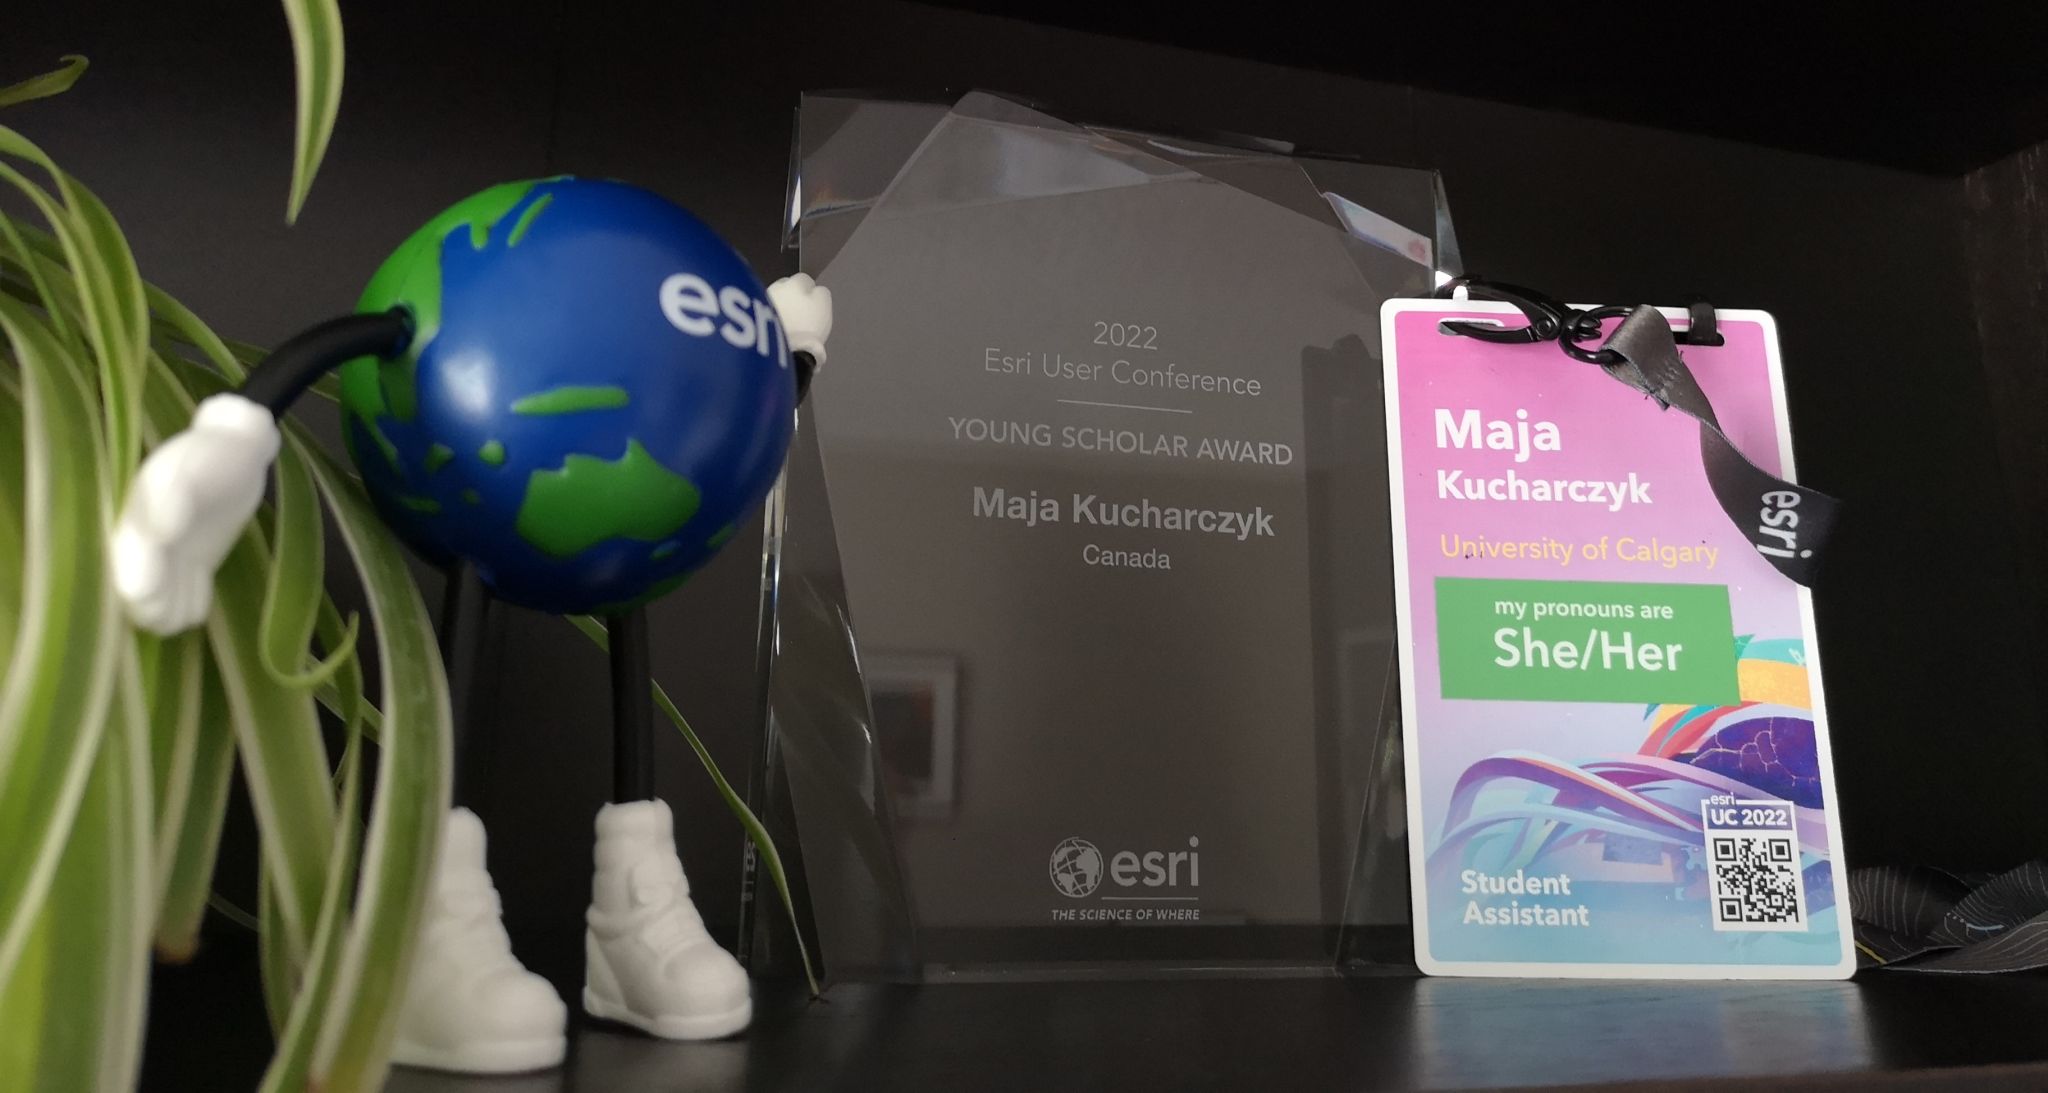 esri
2022
Esri User Conference
YOUNG SCHOLAR AWARD
Maja Kucharczyk
Canada
esri
THE SCIENCE OF WHERE
Maja
Kucharczyk
University of Calgary
my pronouns are
She/Her
esri
UC 2022
Student
Assistant
esri